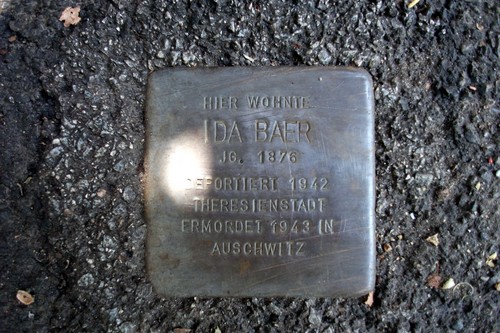 HIER WOHNTE
IDA BAER
JG. 1876
DEPORTIERT 1942
THERESIENSTADT
ERMORDET 1943 IN
AUSCHWITZ